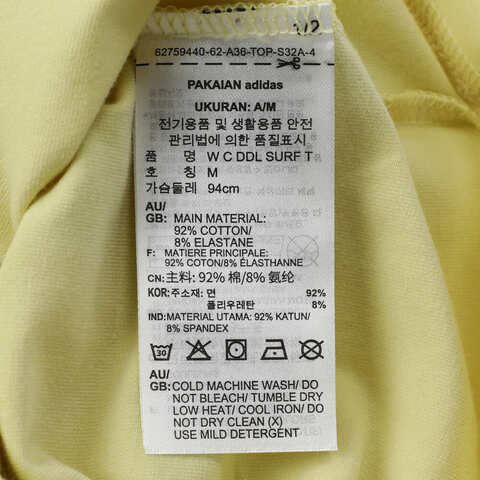 1/2
62759440-62-A36-TOP-S32A-4
PAKAIAN adidas
UKURAN: A/M
전기용품 및 생활용품 안전
관리법에 의한 품질표시
품 명 W C DDL SURF T
호 칭 M
가슴둘레 94cm
AU/
GB: MAIN MATERIAL:
92% COTTON/
8% ELASTANE
F: MATIERE PRINCIPALE:
92% COTON/8% ELASTHANNE
CN: 主料: 92% 棉/8% 氨纶
KOR: 주소재: 면 92%
폴리우레탄 8%
IND: MATERIAL UTAMA: 92% KATUN/
8% SPANDEX
30
AU/
GB: COLD MACHINE WASH/ DO
NOT BLEACH/ TUMBLE DRY
LOW HEAT/ COOL IRON/ DO
NOT DRY CLEAN (X)
USE MILD DETERGENT